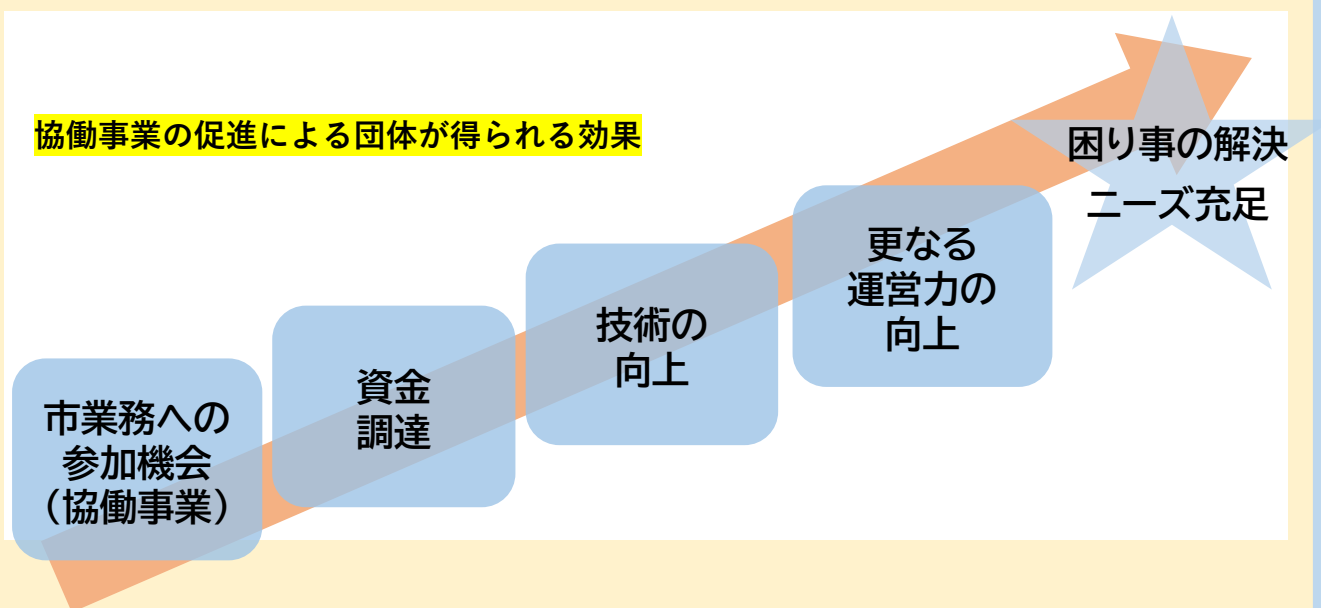 協働事業の促進による団体が得られる効果
市業務への
参加機会
（協働事業）
資金
調達
技術の
向上
更なる
運営力の
向上
困り事の解決
ニーズ充足